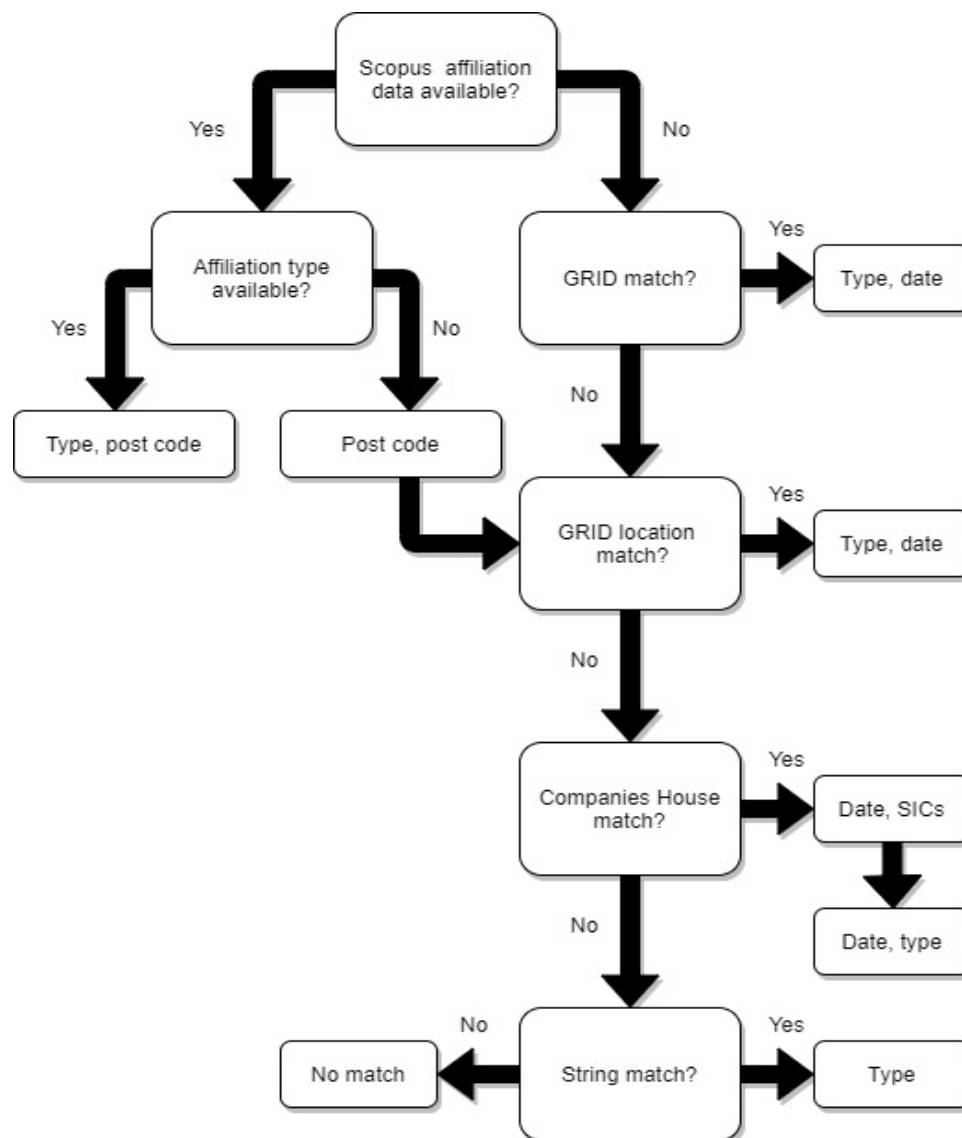 Scopus affiliation
data available?
Yes
No
Affiliation type
available?
GRID match?
Yes
Type, date
Yes
No
No
Type, post code
Post code
GRID location
match?
Yes
Type, date
No
Companies House
match?
Yes
Date, SICs
No
Date, type
String match?
No
Yes
No match
Type